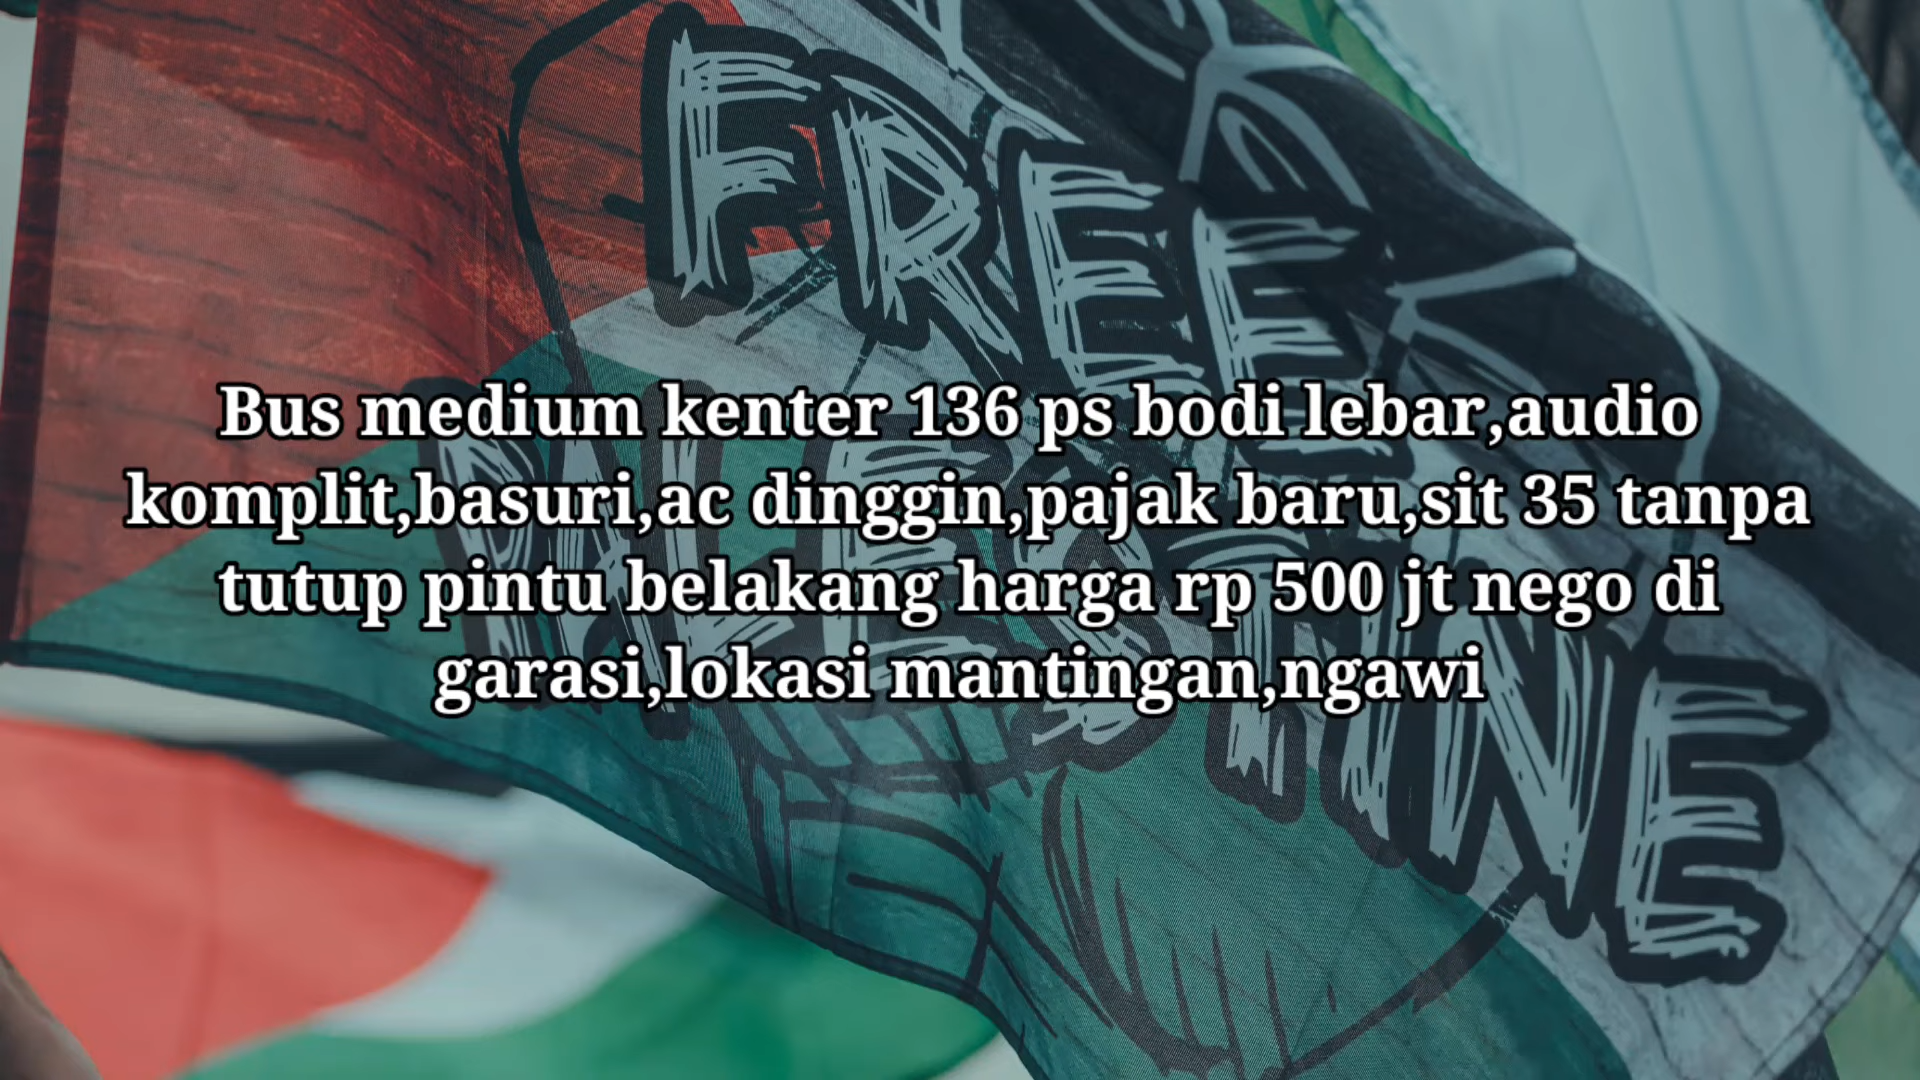 FREE
PALESTINE
Bus medium kenter 136 ps bodi lebar,audio
komplit,basuri,ac dinggin,pajak baru,sit 35 tanpa
tutup pintu belakang harga rp 500 jt nego di
garasi,lokasi mantingan,ngawi